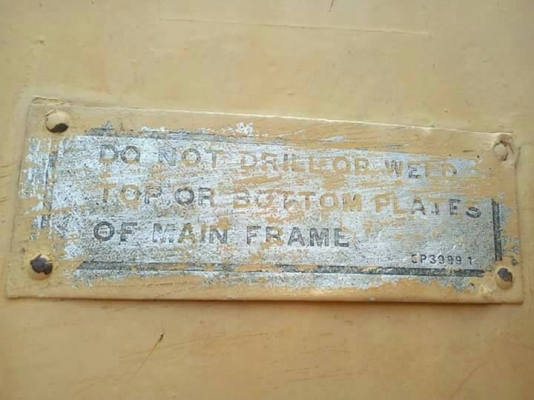 DO NOT DRILL OR WELD
TOP OR BOTTOM PLATES
OF MAIN FRAME